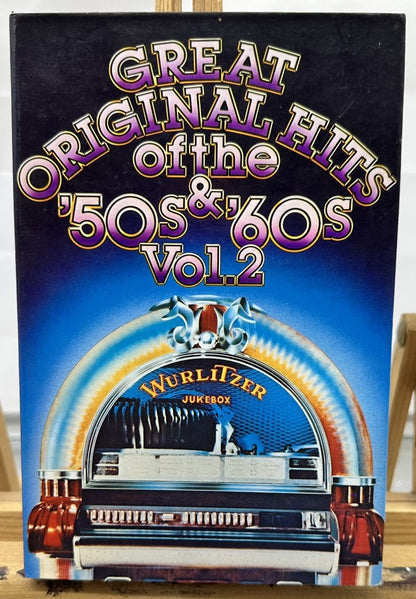 GREAT
ORIGINAL HITS
of the
'50s & '60s
Vol.2
WURLITZER
JUKEBOX